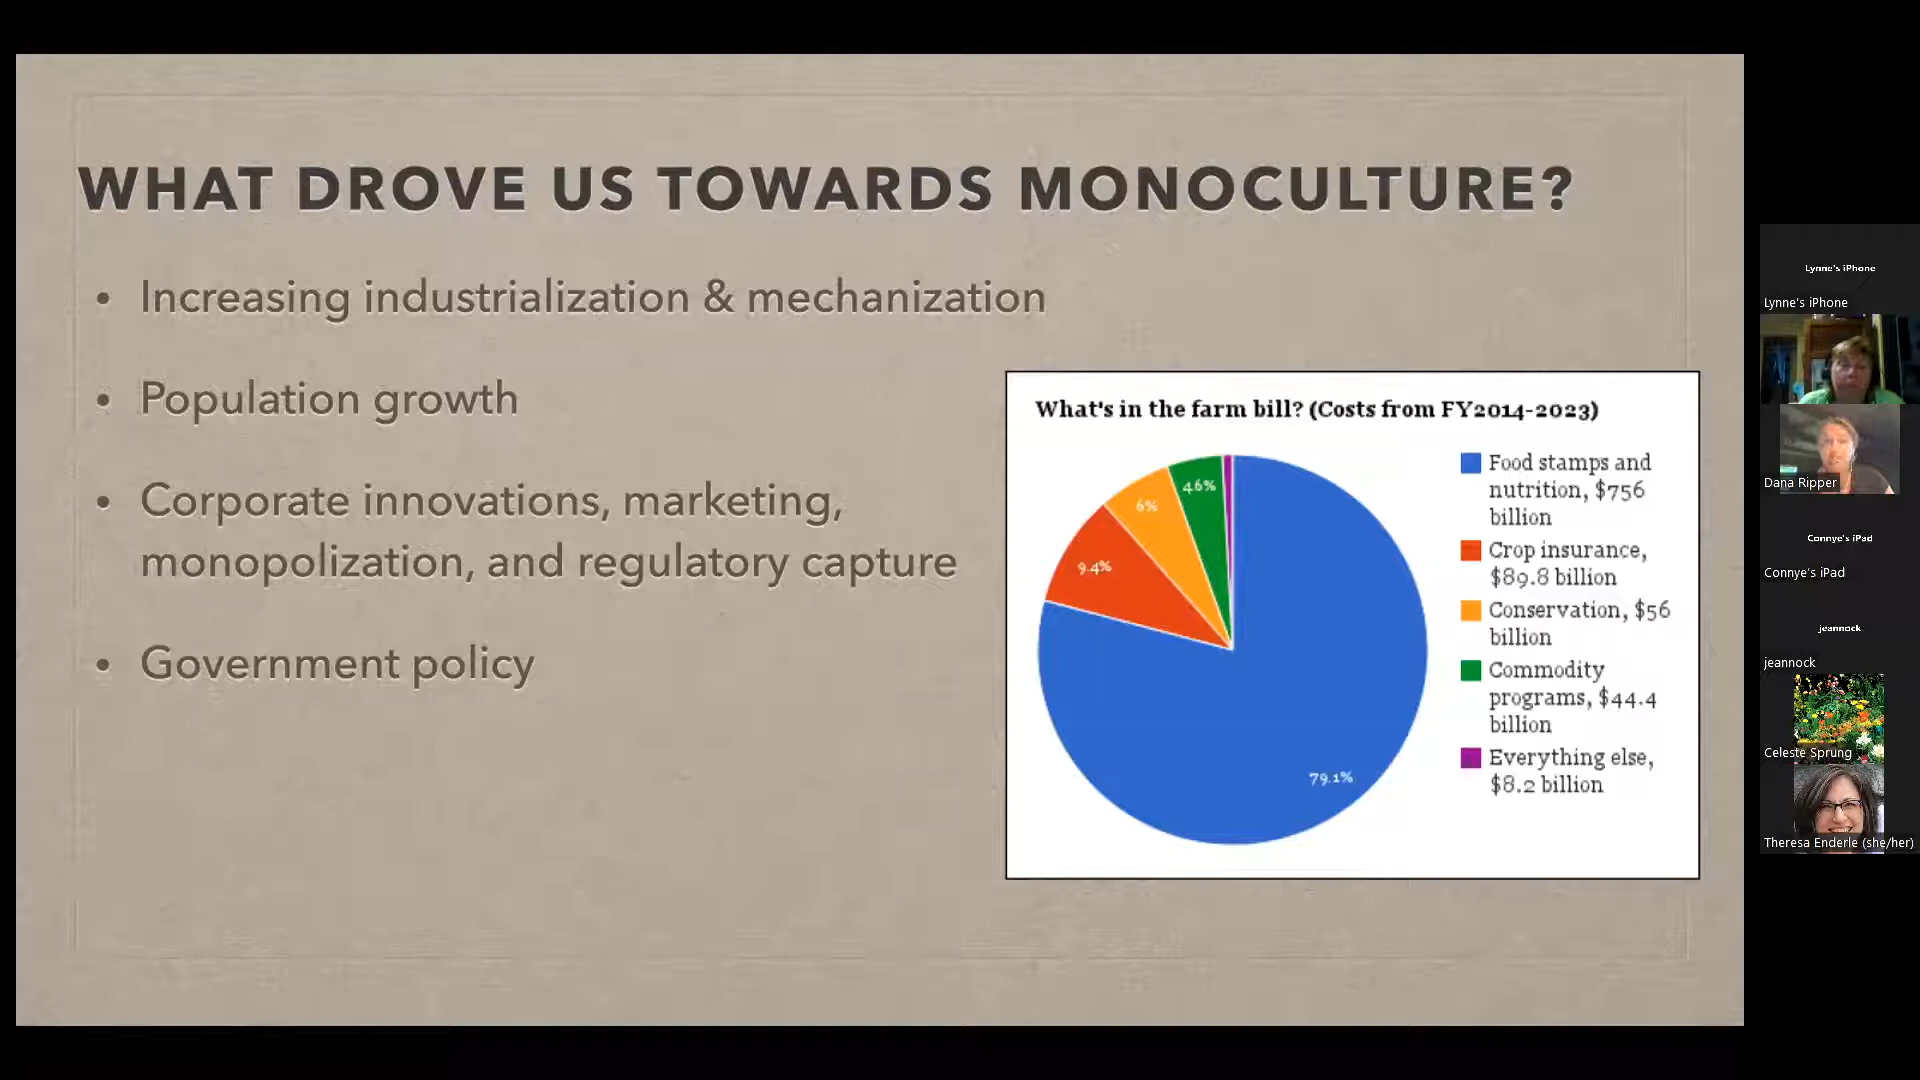 WHAT DROVE US TOWARDS MONOCULTURE?
• Increasing industrialization & mechanization
• Population growth
• Corporate innovations, marketing,
monopolization, and regulatory capture
• Government policy
What's in the farm bill? (Costs from FY2014-2023)
79.1%
9.4%
6%
4.6%
Food stamps and
nutrition, $756
billion
Crop insurance,
$89.8 billion
Conservation, $56
billion
Commodity
programs, $44.4
billion
Everything else,
$8.2 billion
Lynne's iPhone
Lynne's iPhone
Dana Ripper
Connye's iPad
Connye's iPad
jeannock
jeannock
Celeste Sprung
Theresa Enderle (she/her)